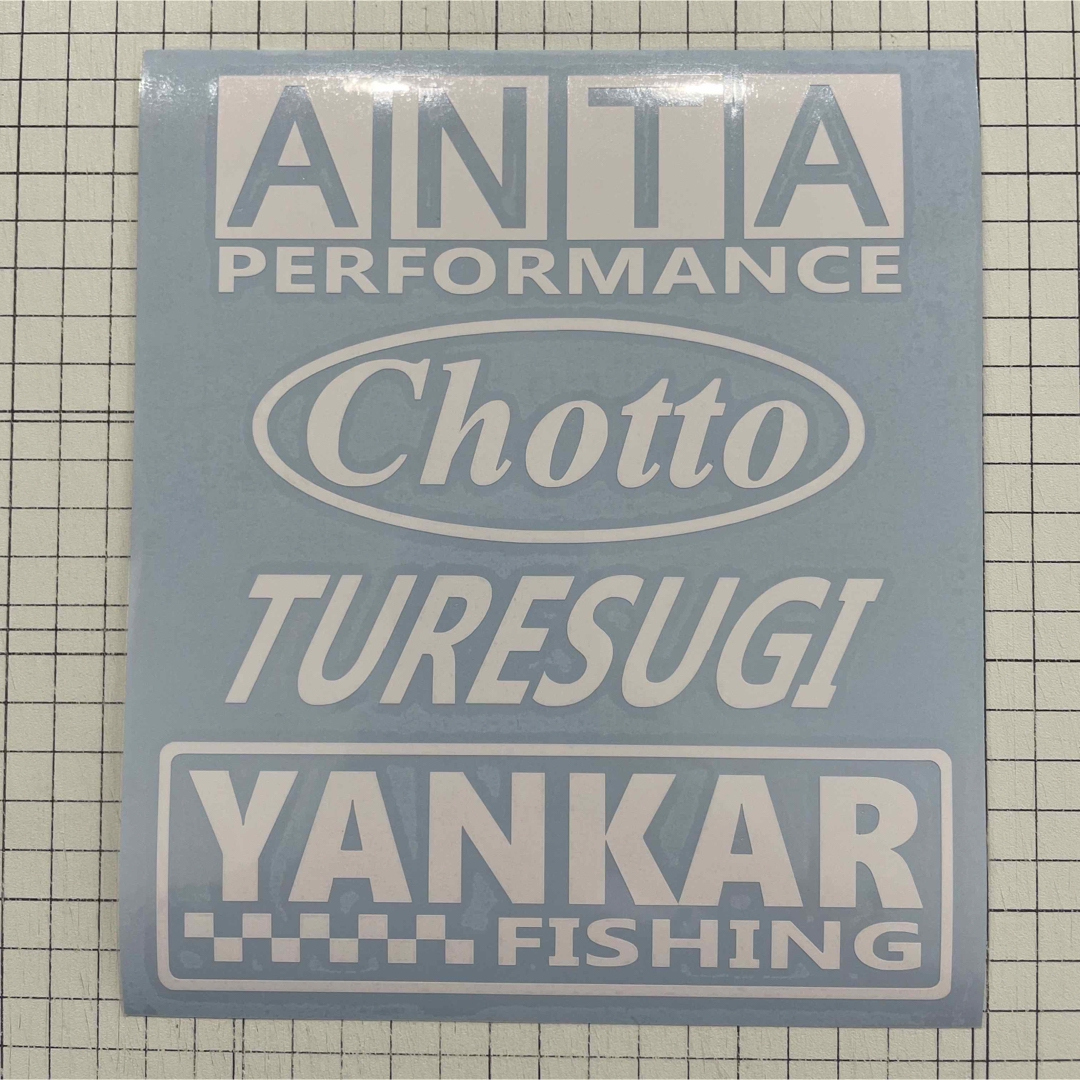 ANTA
PERFORMANCE
Chotto
TURESUGI
YANKAR
FISHING